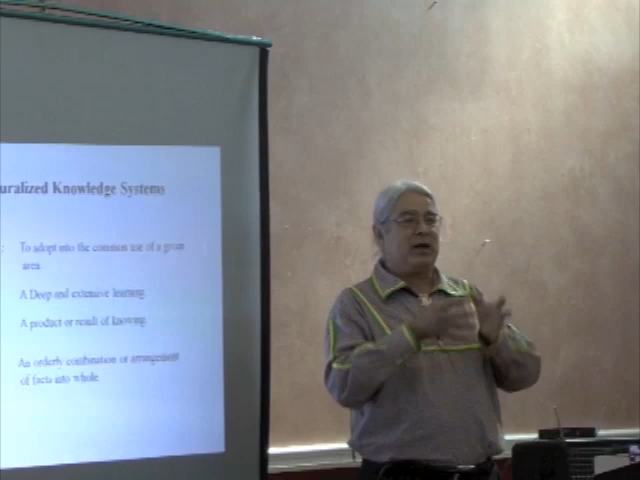 uralized Knowledge Systems
: To adopt into the common use of a given
area.
A Deep and extensive learning.
A product or result of knowing.
An orderly combination or arrangement
of facts into whole.